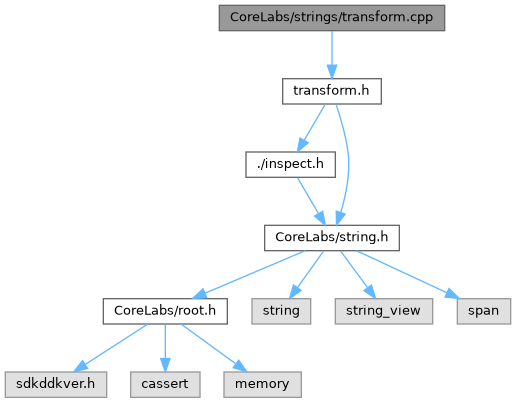 CoreLabs/strings/transform.cpp
transform.h
./inspect.h
CoreLabs/string.h
CoreLabs/root.h
string
string_view
span
sdkddkver.h
cassert
memory